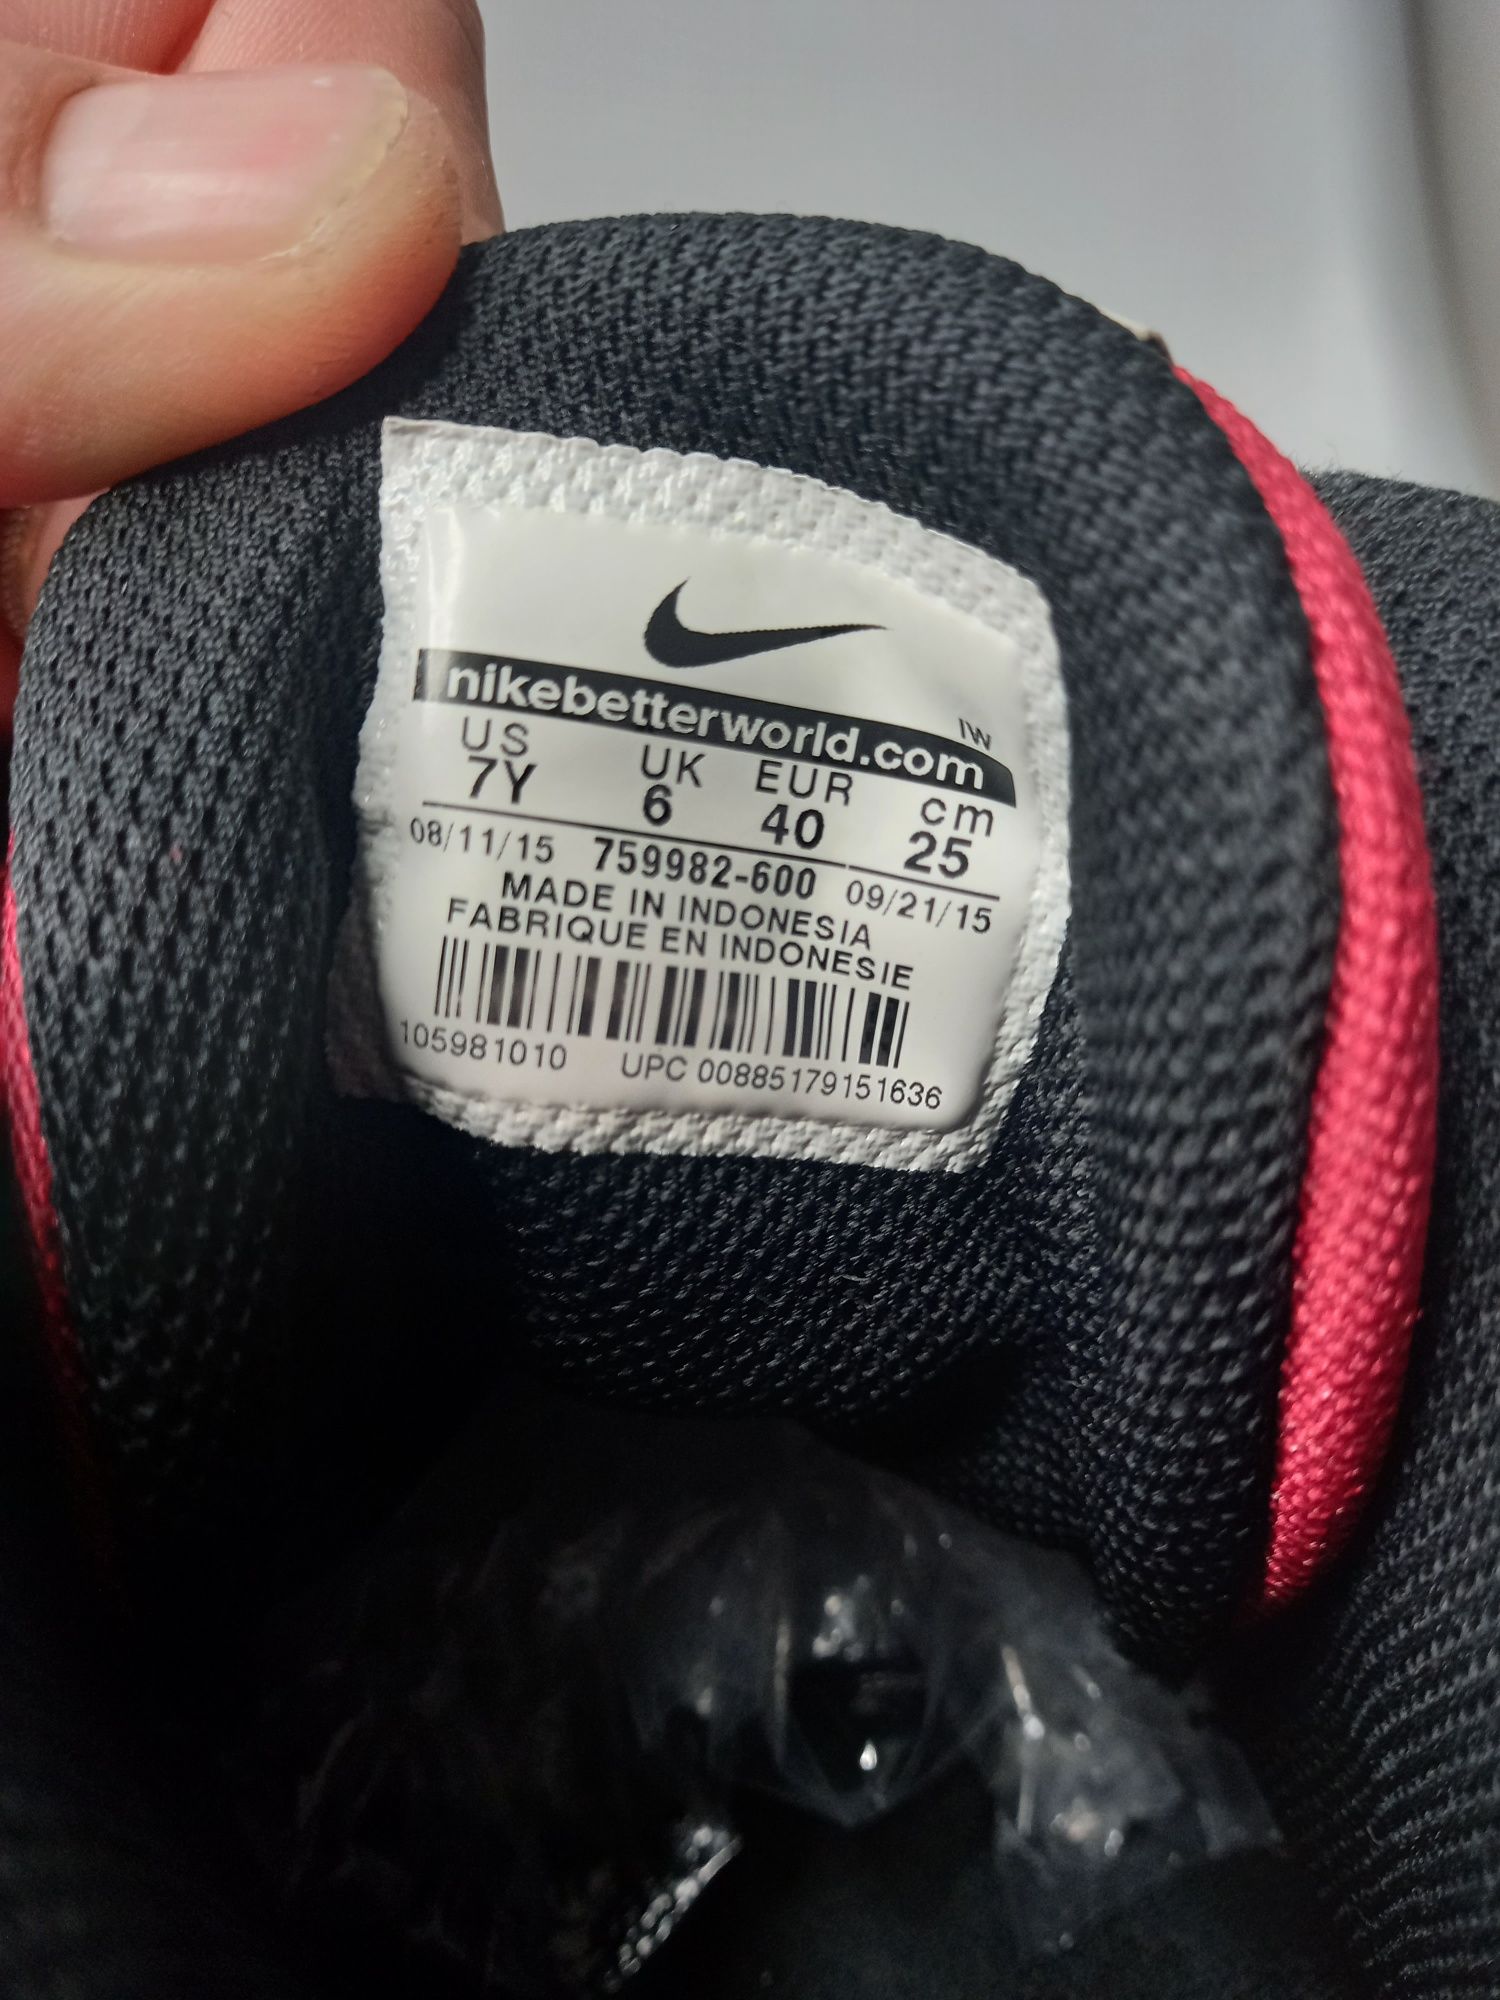 nikebetterworld.com
IW
US UK EUR cm
7Y 6 40 25
08/11/15 759982-600 09/21/15
MADE IN INDONESIA
FABRIQUE EN INDONESIE
105981010 UPC 00885179151636